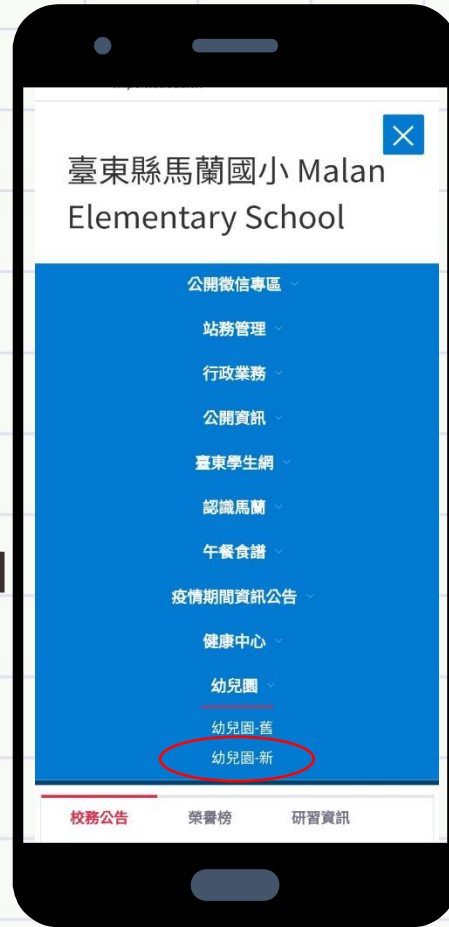 臺東縣馬蘭國小 Malan
Elementary School
公開徵信專區
站務管理
行政業務
公開資訊
臺東學生網
認識馬蘭
午餐食譜
疫情期間資訊公告
健康中心
幼兒園
幼兒園-舊
幼兒園-新
校務公告 榮譽榜 研習資訊